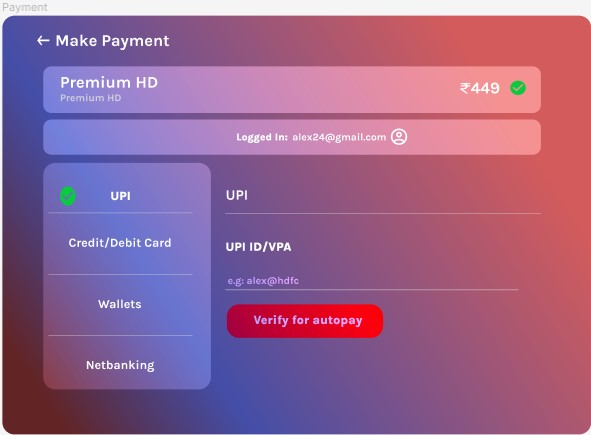 Payment
← Make Payment
Premium HD
₹449
Premium HD
Logged In: alex24@gmail.com
UPI
Credit/Debit Card
Wallets
Netbanking
UPI
UPI ID/VPA
e.g: alex@hdfc
Verify for autopay